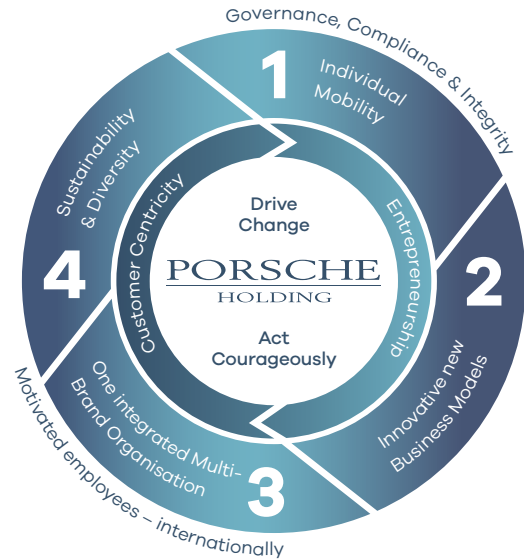 Governance, Compliance & Integrity
1
Individual
Mobility
2
Innovative new
Business Models
3
One integrated Multi-
Brand Organisation
4
Sustainability
& Diversity
Motivated employees – internationally
Customer Centricity
Entrepreneurship
Drive
Change
PORSCHE
HOLDING
Act
Courageously